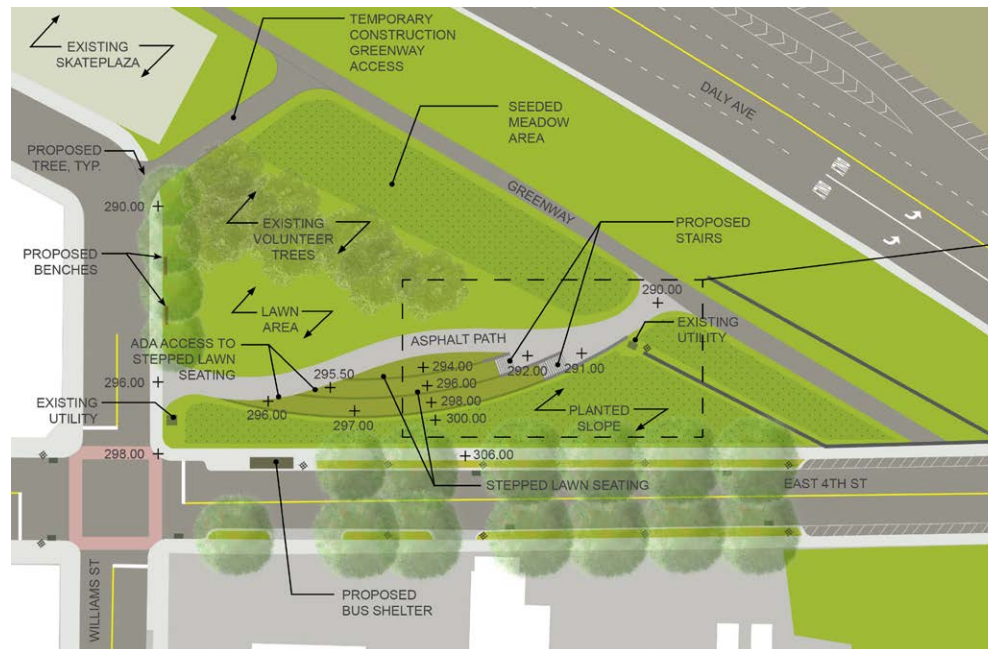 EXISTING
SKATEPLAZA
TEMPORARY
CONSTRUCTION
GREENWAY
ACCESS
DALY AVE
SEEDED
MEADOW
AREA
PROPOSED
TREE, TYP.
290.00
GREENWAY
EXISTING
VOLUNTEER
TREES
PROPOSED
STAIRS
PROPOSED
BENCHES
290.00
LAWN
AREA
ASPHALT PATH
EXISTING
UTILITY
ADA ACCESS TO
STEPPED LAWN
SEATING
294.00
292.00
291.00
295.50
296.00
296.00
296.00
298.00
EXISTING
UTILITY
297.00
300.00
PLANTED
SLOPE
298.00
306.00
STEPPED LAWN SEATING
EAST 4TH ST
WILLIAMS ST
PROPOSED
BUS SHELTER